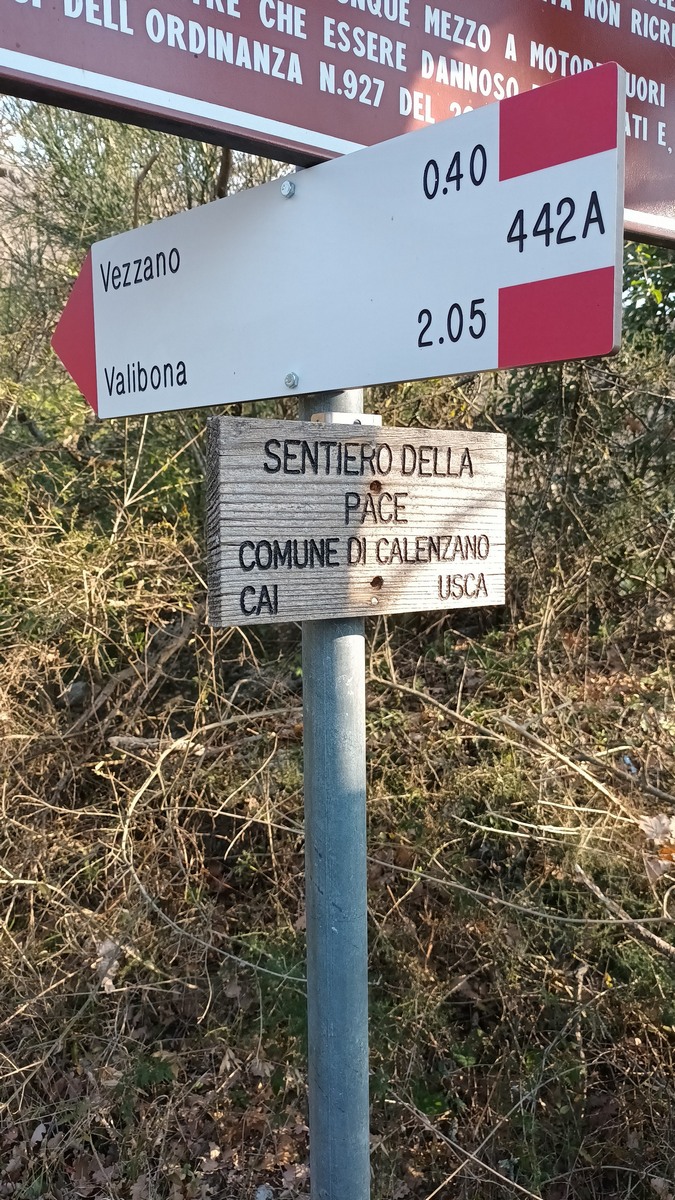 NON RICR
CHE ESSERE DANNOSO
MEZZO A
DELL ORDINANZA N.927 DEL
0.40
442A
Vezzano
2.05
Valibona
SENTIERO DELLA
PACE
COMUNE DI CALENZANO
CAI USCA